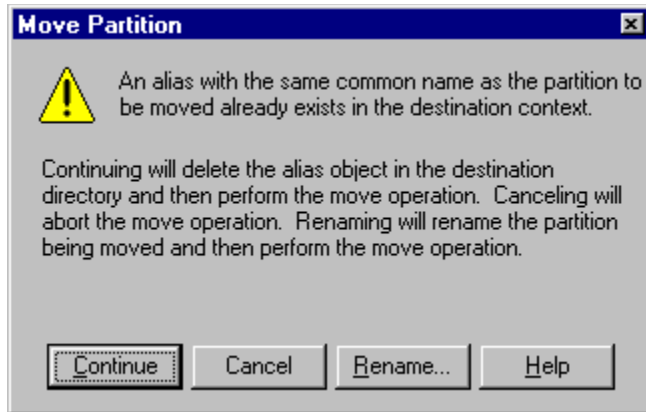 Move Partition
An alias with the same common name as the partition to
be moved already exists in the destination context.
Continuing will delete the alias object in the destination
directory and then perform the move operation.  Canceling will
abort the move operation.  Renaming will rename the partition
being moved and then perform the move operation.
Continue Cancel Rename... Help